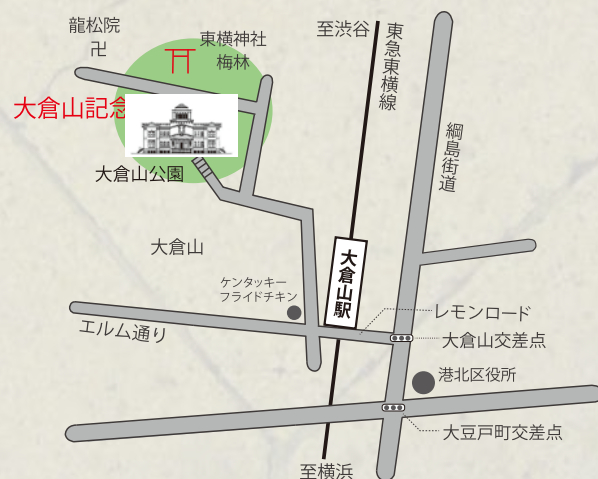 龍松院
卍
東横神社
梅林
大倉山記念
大倉山公園
至渋谷
東急東横線
綱島街道
大倉山
大倉山駅
ケンタッキー
フライドチキン
エルム通り
レモンロード
大倉山交差点
港北区役所
大豆戸町交差点
至横浜